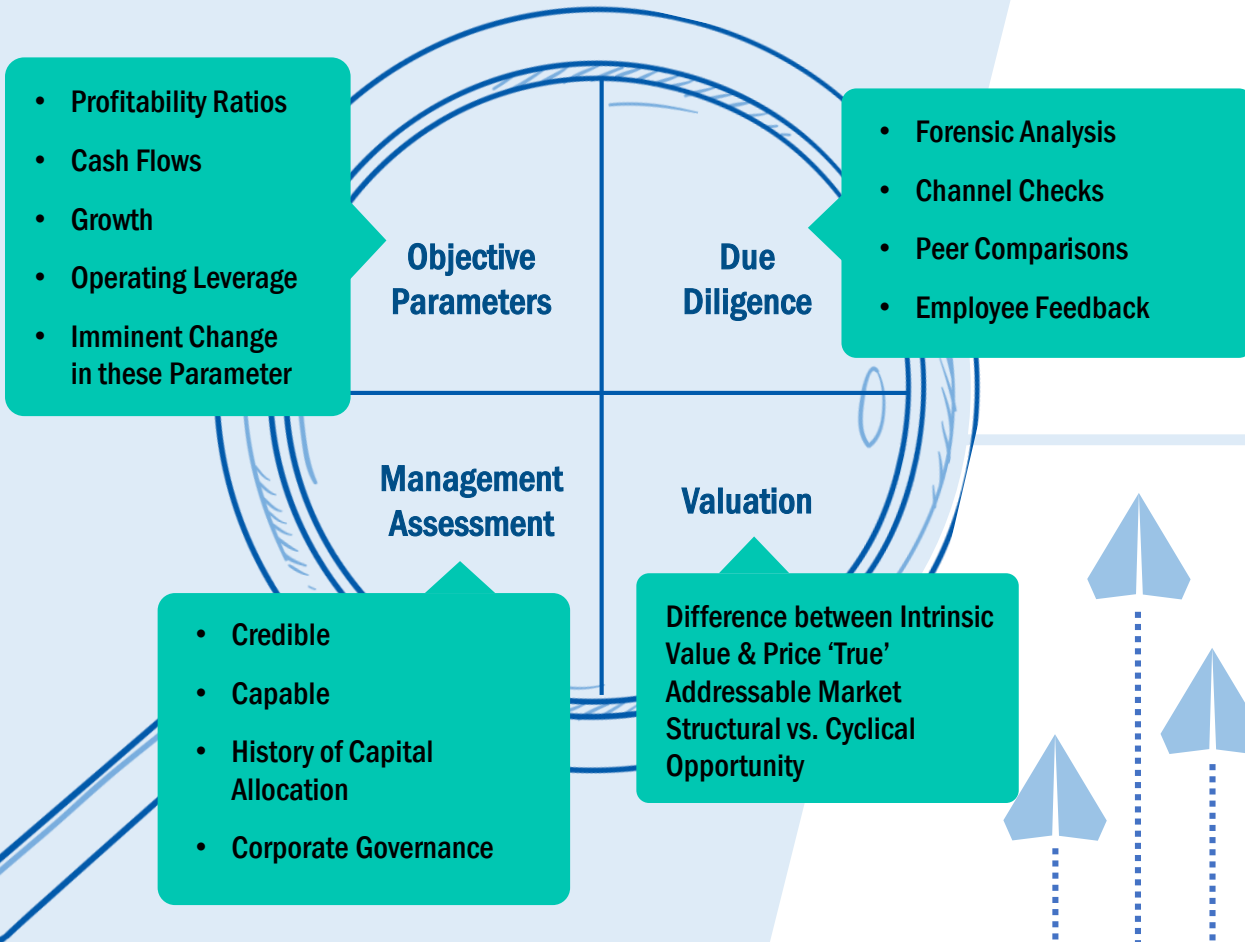 • Profitability Ratios
• Cash Flows
• Growth
• Operating Leverage
• Imminent Change
in these Parameter
Objective
Parameters
Due
Diligence
• Forensic Analysis
• Channel Checks
• Peer Comparisons
• Employee Feedback
Management
Assessment
Valuation
• Credible
• Capable
• History of Capital
Allocation
• Corporate Governance
Difference between Intrinsic
Value & Price ‘True’
Addressable Market
Structural vs. Cyclical
Opportunity